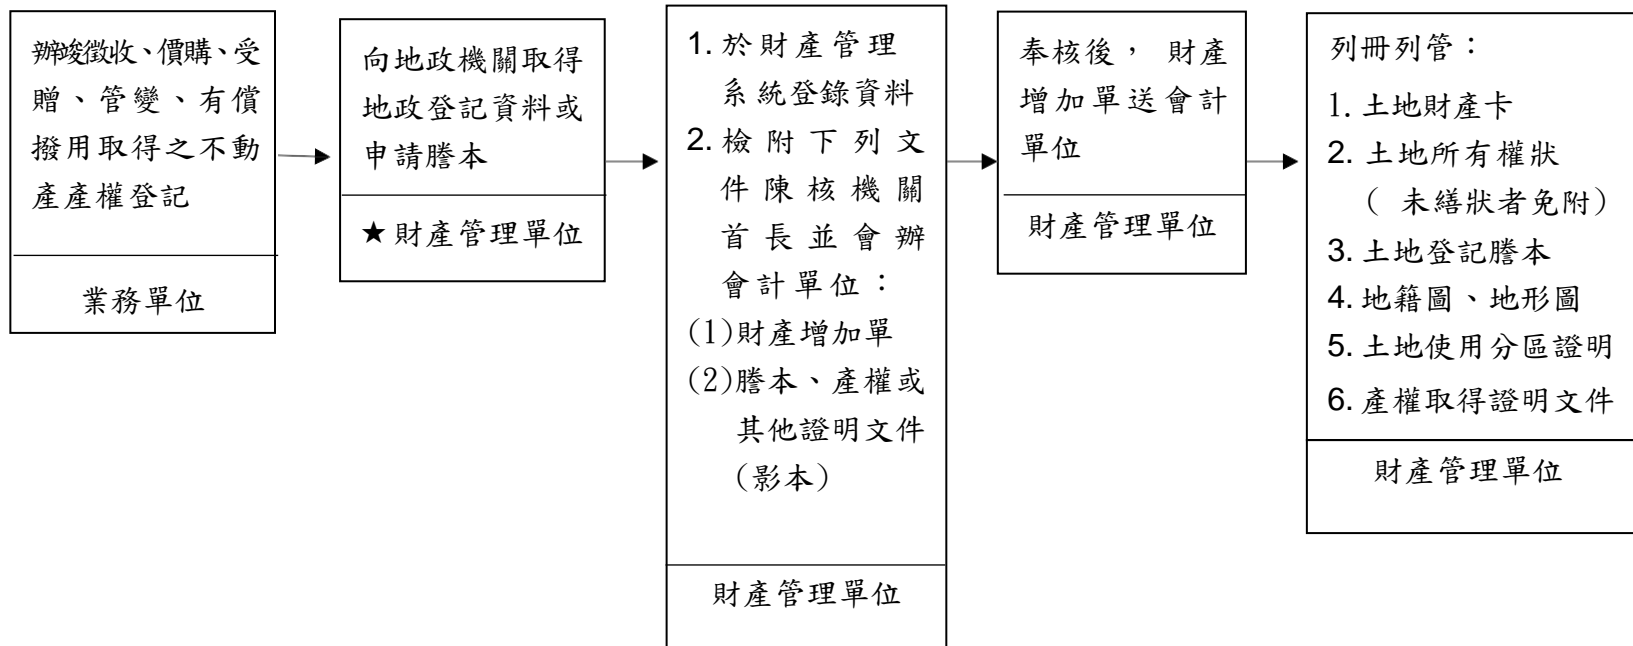 辦竣徵收、價購、受
贈、管變、有償
撥用取得之不動
產產權登記
業務單位
向地政機關取得
地政登記資料或
申請謄本
★財產管理單位
1. 於財產管理
系統登錄資料
2. 檢附下列文
件陳核機關
首長並會辦
會計單位：
(1)財產增加單
(2)謄本、產權或
其他證明文件
(影本)
財產管理單位
奉核後， 財產
增加單送會計
單位
財產管理單位
列冊列管：
1. 土地財產卡
2. 土地所有權狀
( 未繕狀者免附)
3. 土地登記謄本
4. 地籍圖、地形圖
5. 土地使用分區證明
6. 產權取得證明文件
財產管理單位